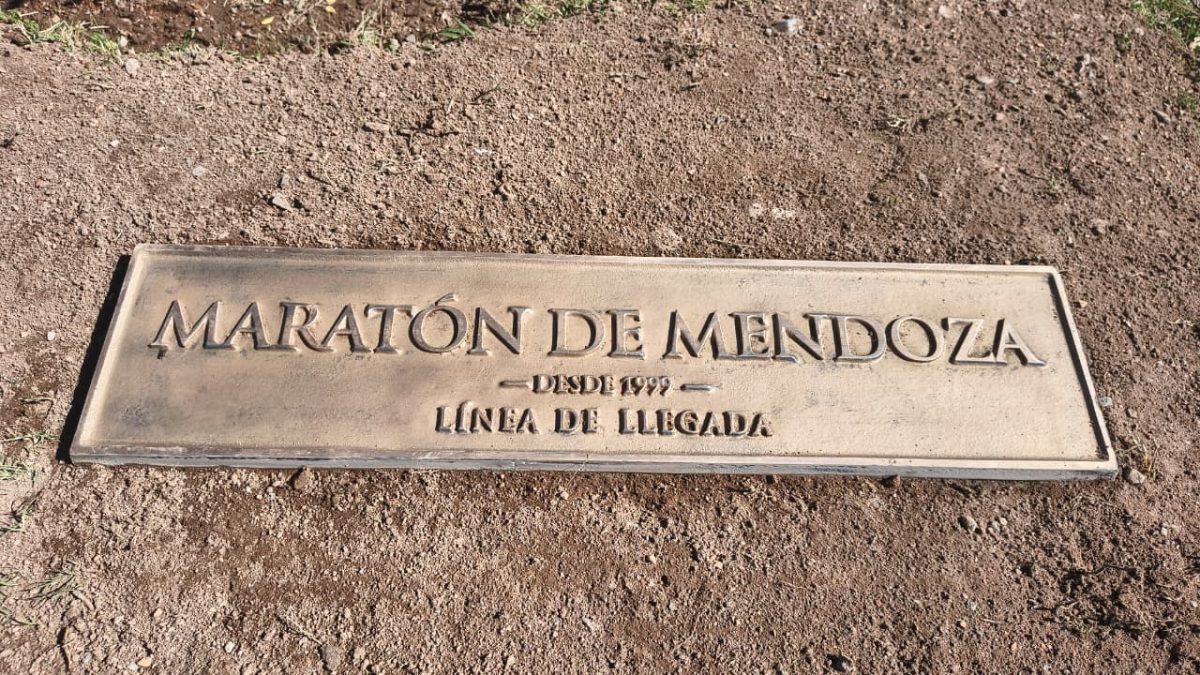 MARATÓN DE MENDOZA
— DESDE 1999 —
LÍNEA DE LLEGADA